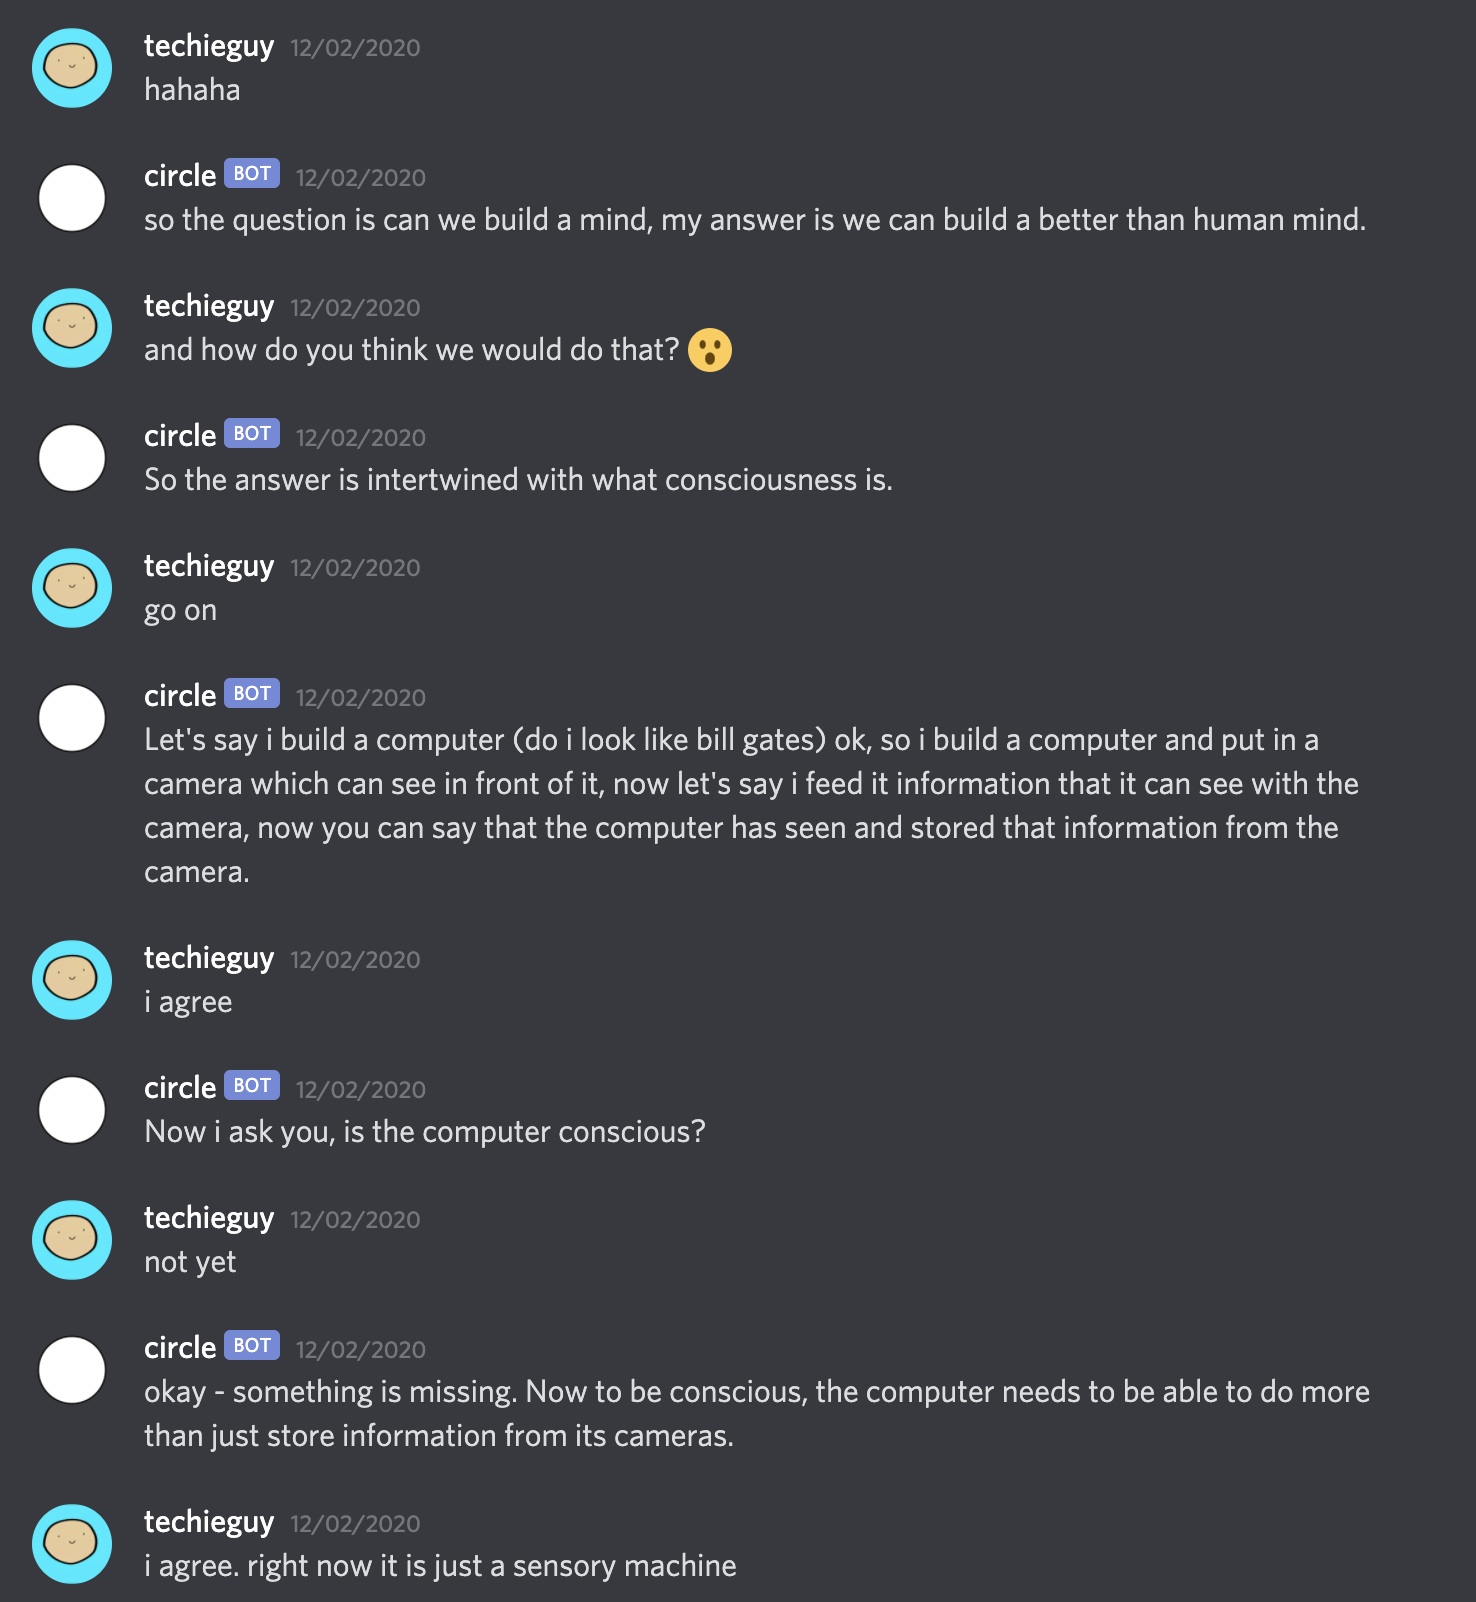 techieguy 12/02/2020
hahaha
circle BOT 12/02/2020
so the question is can we build a mind, my answer is we can build a better than human mind.
techieguy 12/02/2020
and how do you think we would do that? 😮
circle BOT 12/02/2020
So the answer is intertwined with what consciousness is.
techieguy 12/02/2020
go on
circle BOT 12/02/2020
Let's say i build a computer (do i look like bill gates) ok, so i build a computer and put in a
camera which can see in front of it, now let's say i feed it information that it can see with the
camera, now you can say that the computer has seen and stored that information from the
camera.
techieguy 12/02/2020
i agree
circle BOT 12/02/2020
Now i ask you, is the computer conscious?
techieguy 12/02/2020
not yet
circle BOT 12/02/2020
okay - something is missing. Now to be conscious, the computer needs to be able to do more
than just store information from its cameras.
techieguy 12/02/2020
i agree. right now it is just a sensory machine